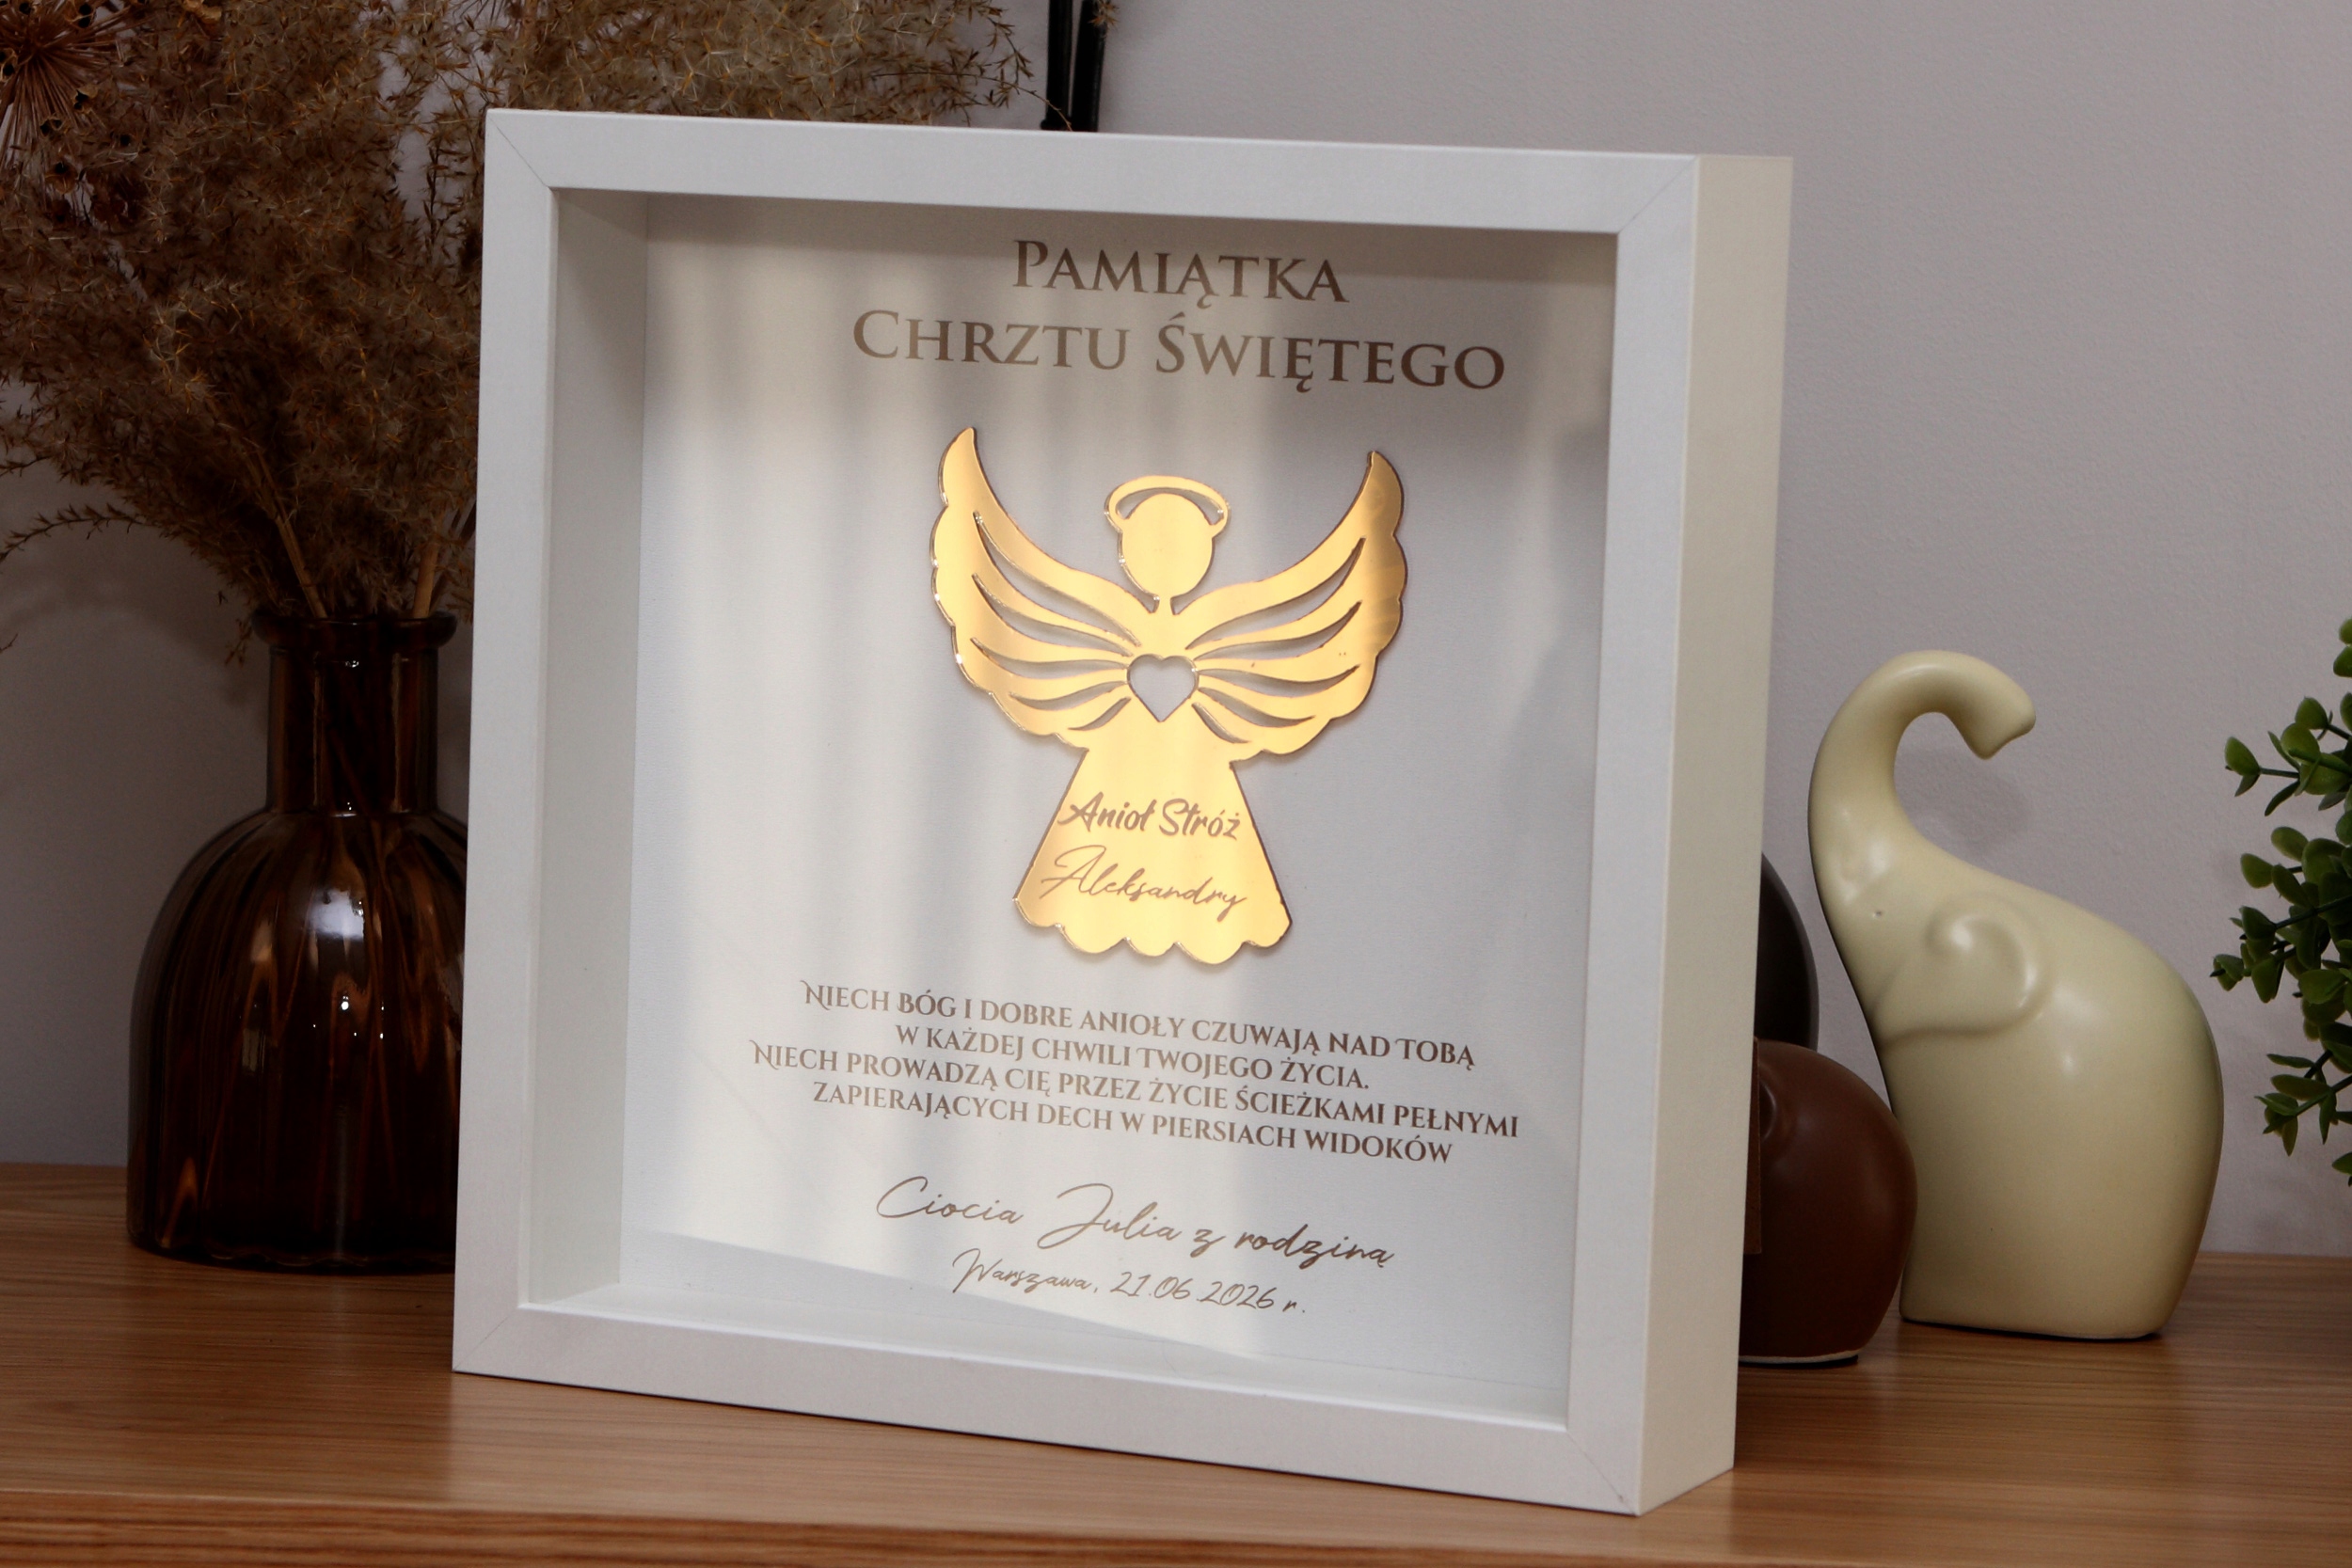 Pamiątka
Chrztu Świętego
Anioł Stróż
Aleksandry
Niech Bóg i dobre anioły czuwają nad Tobą
w każdej chwili Twojego życia.
Niech prowadzą Cię przez życie ścieżkami pełnymi
zapierających dech w piersiach widoków
Ciocia Julia z rodziną
Warszawa, 21.06.2026 r.